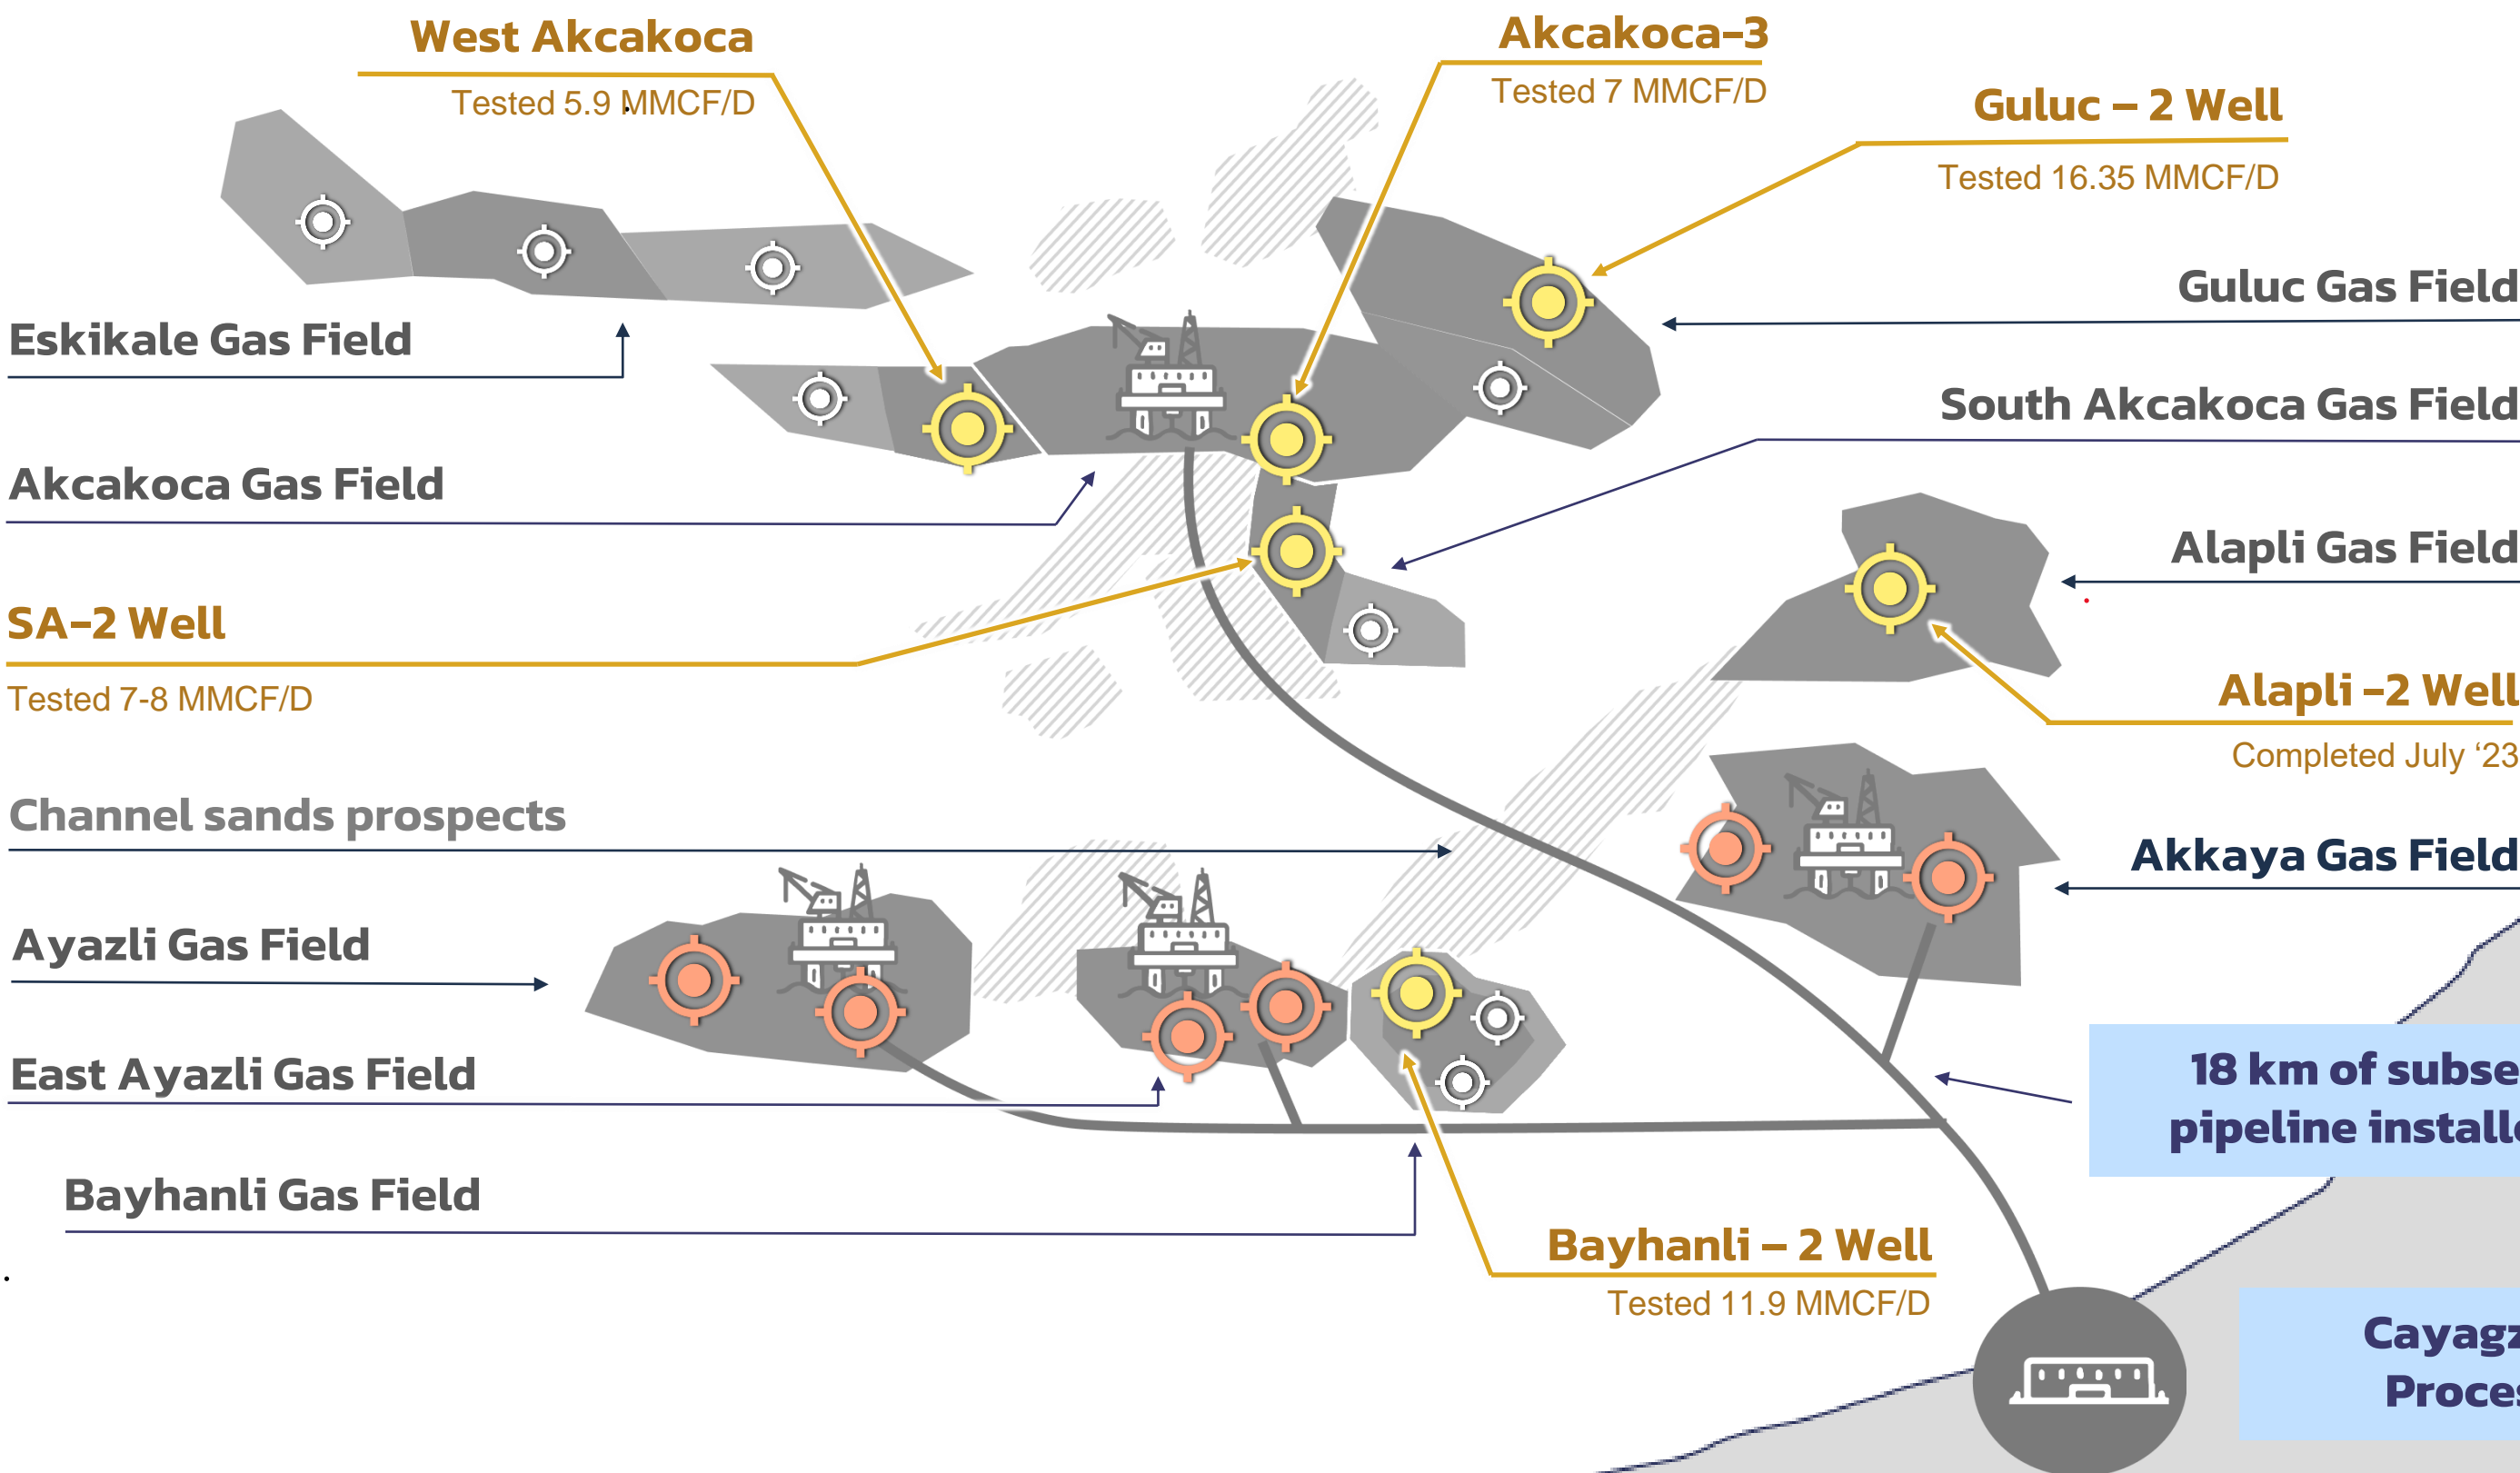 West Akcakoca
Tested 5.9 MMCF/D
Akcakoca-3
Tested 7 MMCF/D
Guluc – 2 Well
Tested 16.35 MMCF/D
Guluc Gas Field
Eskikale Gas Field
South Akcakoca Gas Field
Akcakoca Gas Field
Alapli Gas Field
SA-2 Well
Tested 7-8 MMCF/D
Alapli -2 Well
Completed July ‘23
Channel sands prospects
Akkaya Gas Field
Ayazli Gas Field
East Ayazli Gas Field
18 km of subse
pipeline installe
Bayhanli Gas Field
Bayhanli – 2 Well
Tested 11.9 MMCF/D
Cayagz
Proces